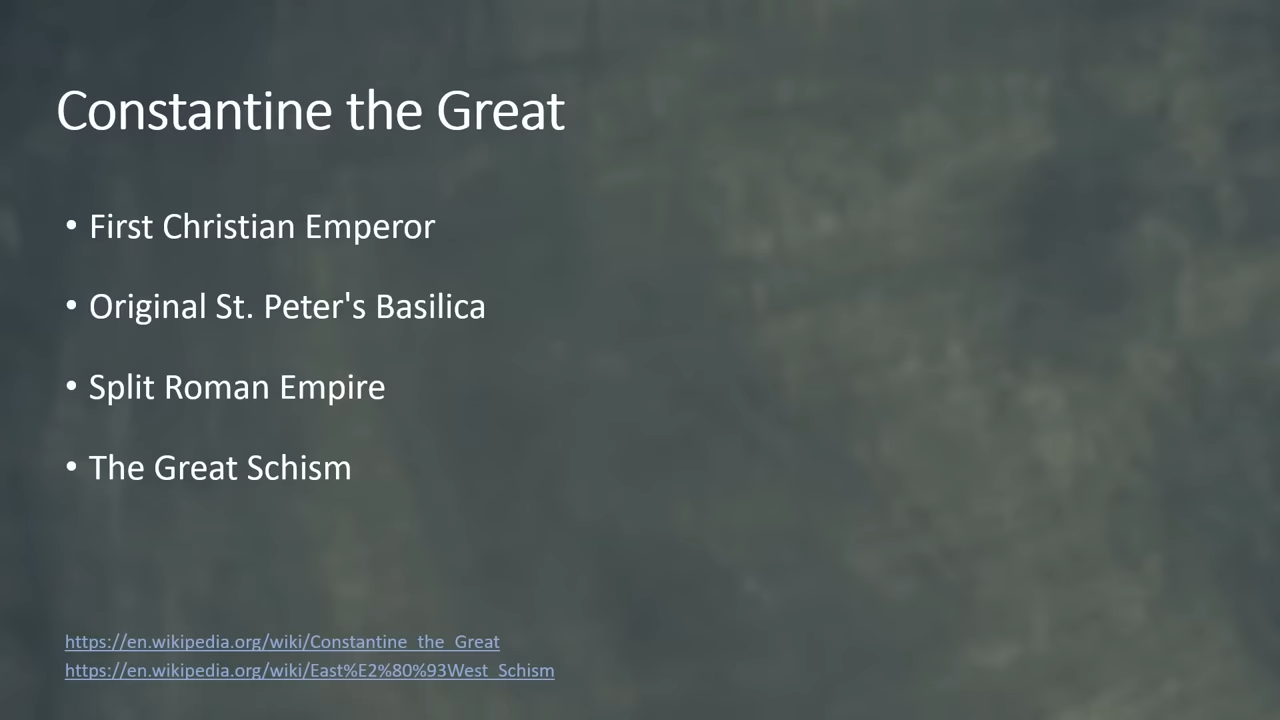 Constantine the Great
• First Christian Emperor
• Original St. Peter's Basilica
• Split Roman Empire
• The Great Schism
https://en.wikipedia.org/wiki/Constantine_the_Great
https://en.wikipedia.org/wiki/East%E2%80%93West_Schism